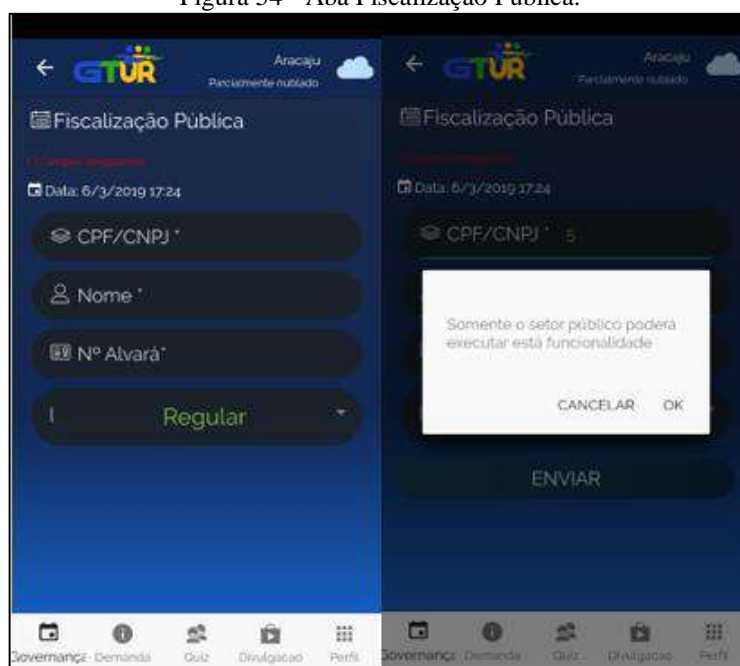 Figura 34 - Aba Fiscalização Pública.
GTUR
Aracaju
Parcialmente nublado
Fiscalização Pública
Data: 6/3/2019 17:24
CPF/CNPJ *
Nome *
Nº Alvará*
Regular
Governança Demanda Quiz Divulgacao Perfil
GTUR
Aracaju
Parcialmente nublado
Fiscalização Pública
Data: 6/3/2019 17:24
CPF/CNPJ * 5
Somente o setor público poderá
executar esta funcionalidade
CANCELAR OK
ENVIAR
Governança Demanda Quiz Divulgacao Perfil